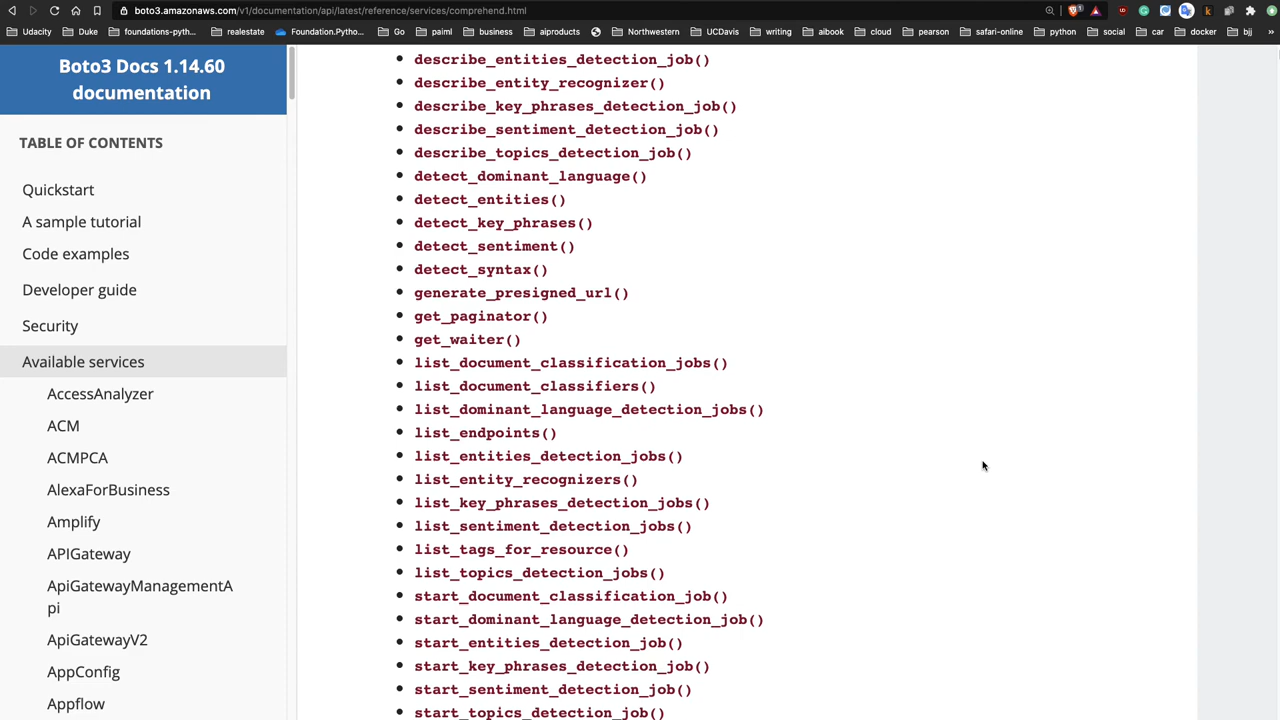 boto3.amazonaws.com/v1/documentation/api/latest/reference/services/comprehend.html
Udacity Duke foundations-pyth... realestate Foundation.Pytho... Go paiml business aiproducts Northwestern UCDavis writing aibook cloud pearson safari-online python social car docker bjj »
Boto3 Docs 1.14.60
documentation
TABLE OF CONTENTS
Quickstart
A sample tutorial
Code examples
Developer guide
Security
Available services
AccessAnalyzer
ACM
ACMPCA
AlexaForBusiness
Amplify
APIGateway
ApiGatewayManagementA
pi
ApiGatewayV2
AppConfig
Appflow
describe_entities_detection_job()
describe_entity_recognizer()
describe_key_phrases_detection_job()
describe_sentiment_detection_job()
describe_topics_detection_job()
detect_dominant_language()
detect_entities()
detect_key_phrases()
detect_sentiment()
detect_syntax()
generate_presigned_url()
get_paginator()
get_waiter()
list_document_classification_jobs()
list_document_classifiers()
list_dominant_language_detection_jobs()
list_endpoints()
list_entities_detection_jobs()
list_entity_recognizers()
list_key_phrases_detection_jobs()
list_sentiment_detection_jobs()
list_tags_for_resource()
list_topics_detection_jobs()
start_document_classification_job()
start_dominant_language_detection_job()
start_entities_detection_job()
start_key_phrases_detection_job()
start_sentiment_detection_job()
start_topics_detection_job()